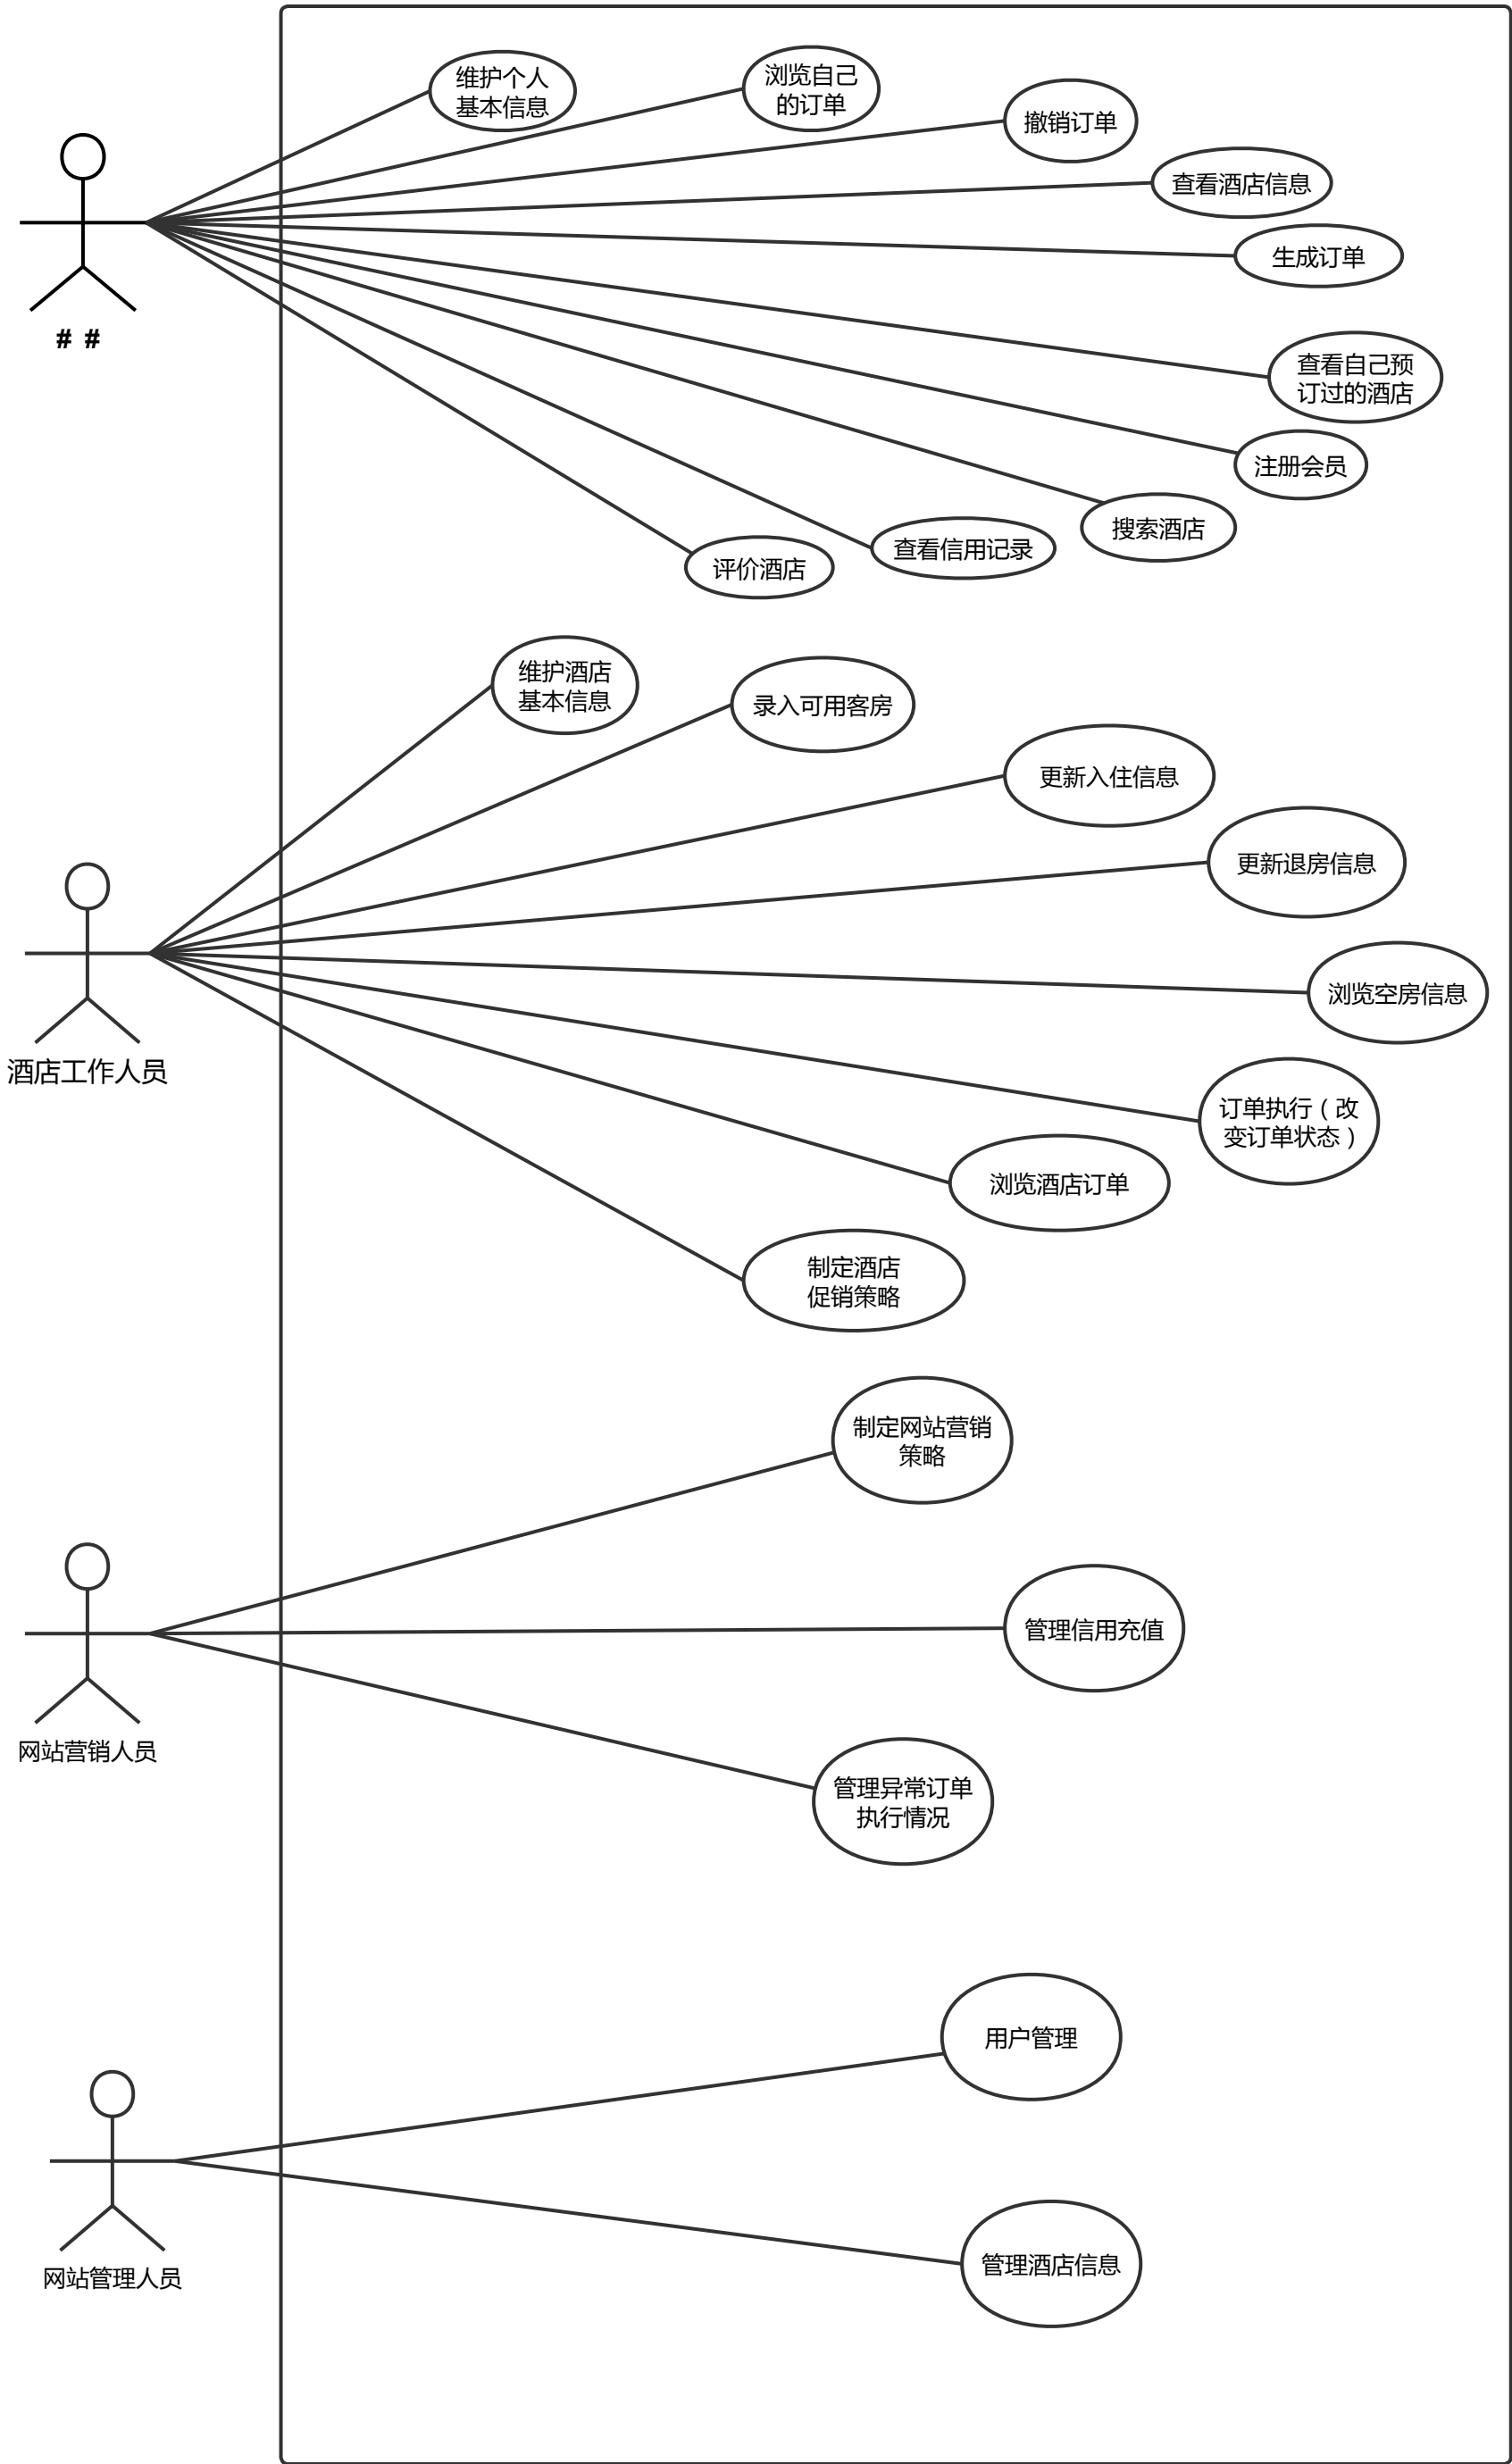 维护个人
基本信息
浏览自己
的订单
撤销订单
查看酒店信息
生成订单
# #
查看自己预
订过的酒店
注册会员
搜索酒店
查看信用记录
评价酒店
维护酒店
基本信息
录入可用客房
更新入住信息
更新退房信息
浏览空房信息
酒店工作人员
订单执行（改
变订单状态）
浏览酒店订单
制定酒店
促销策略
制定网站营销
策略
管理信用充值
网站营销人员
管理异常订单
执行情况
用户管理
管理酒店信息
网站管理人员